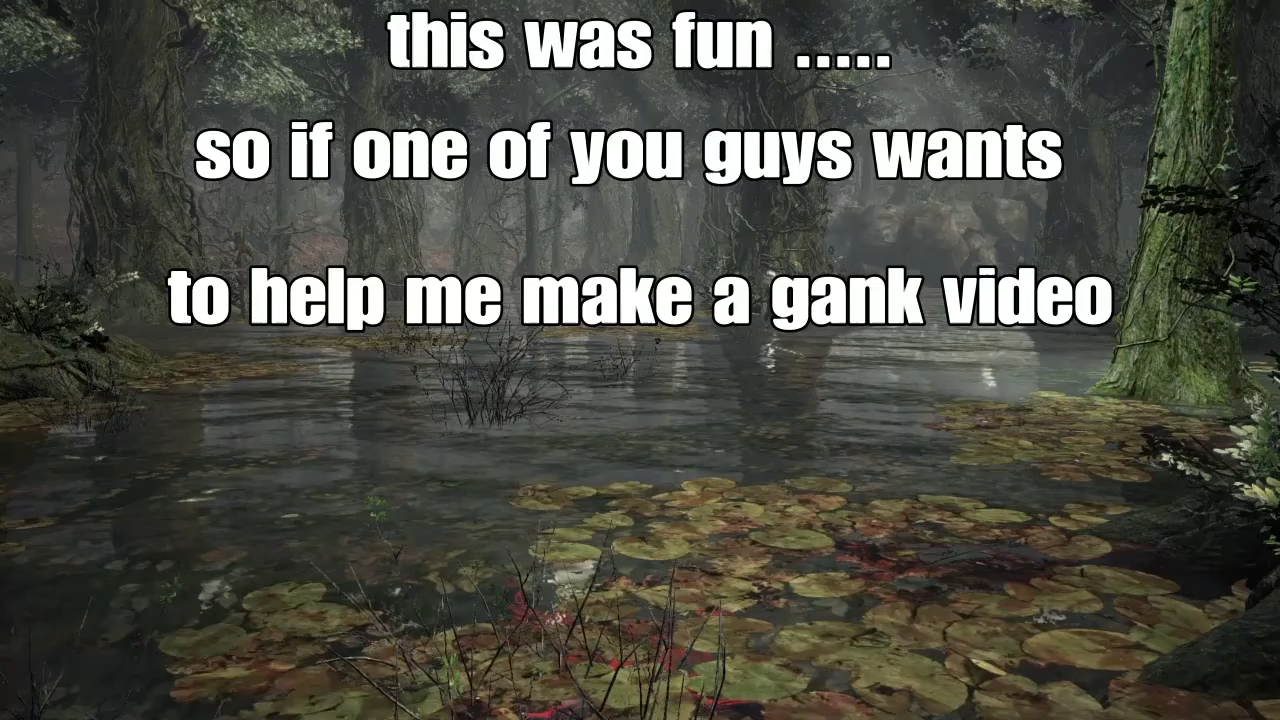 this was fun .....
so if one of you guys wants
to help me make a gank video